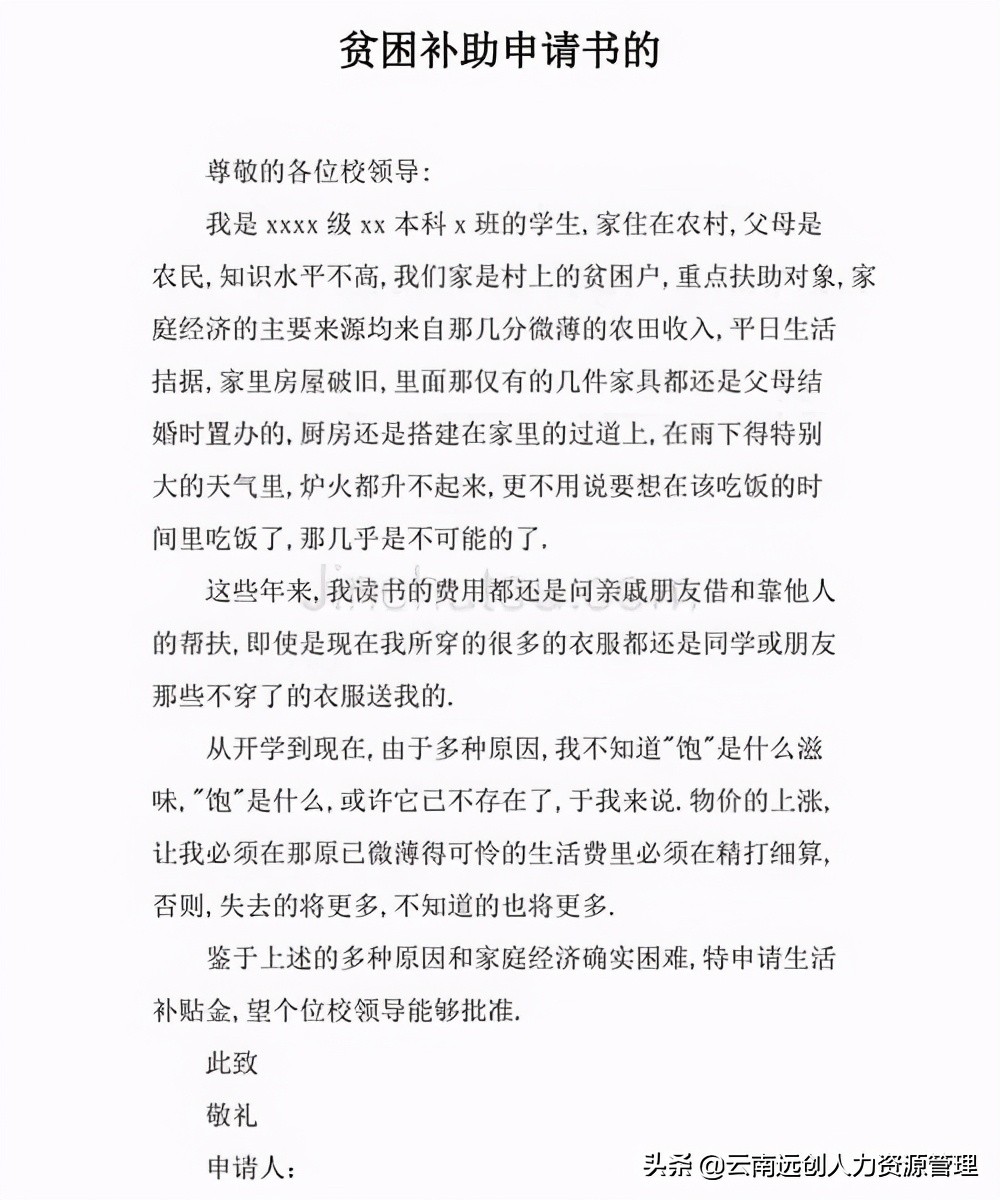 贫困补助申请书的
尊敬的各位校领导:
我是 xxxx 级 xx 本科 x 班的学生,家住在农村,父母是
农民,知识水平不高,我们家是村上的贫困户,重点扶助对象,家
庭经济的主要来源均来自那几分微薄的农田收入,平日生活
拮据,家里房屋破旧,里面那仅有的几件家具都还是父母结
婚时置办的,厨房还是搭建在家里的过道上,在雨下得特别
大的天气里,炉火都升不起来,更不用说要想在该吃饭的时
间里吃饭了,那几乎是不可能的了.
这些年来,我读书的费用都还是问亲戚朋友借和靠他人
的帮扶,即使是现在我所穿的很多的衣服都还是同学或朋友
那些不穿了的衣服送我的.
从开学到现在,由于多种原因,我不知道"饱"是什么滋
味,"饱"是什么,或许它已不存在了,于我来说.物价的上涨,
让我必须在那原已微薄得可怜的生活费里必须在精打细算,
否则,失去的将更多,不知道的也将更多.
鉴于上述的多种原因和家庭经济确实困难,特申请生活
补贴金,望个位校领导能够批准.
此致
敬礼
申请人:
头条 @云南远创人力资源管理